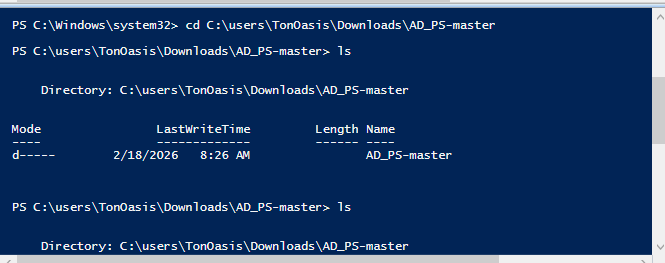 PS C:\Windows\system32> cd C:\users\TonOasis\Downloads\AD_PS-master
PS C:\users\TonOasis\Downloads\AD_PS-master> ls
Directory: C:\users\TonOasis\Downloads\AD_PS-master
Mode LastWriteTime Length Name
---- ------------- ------ ----
d----- 2/18/2026 8:26 AM AD_PS-master
PS C:\users\TonOasis\Downloads\AD_PS-master> ls
Directory: C:\users\TonOasis\Downloads\AD_PS-master